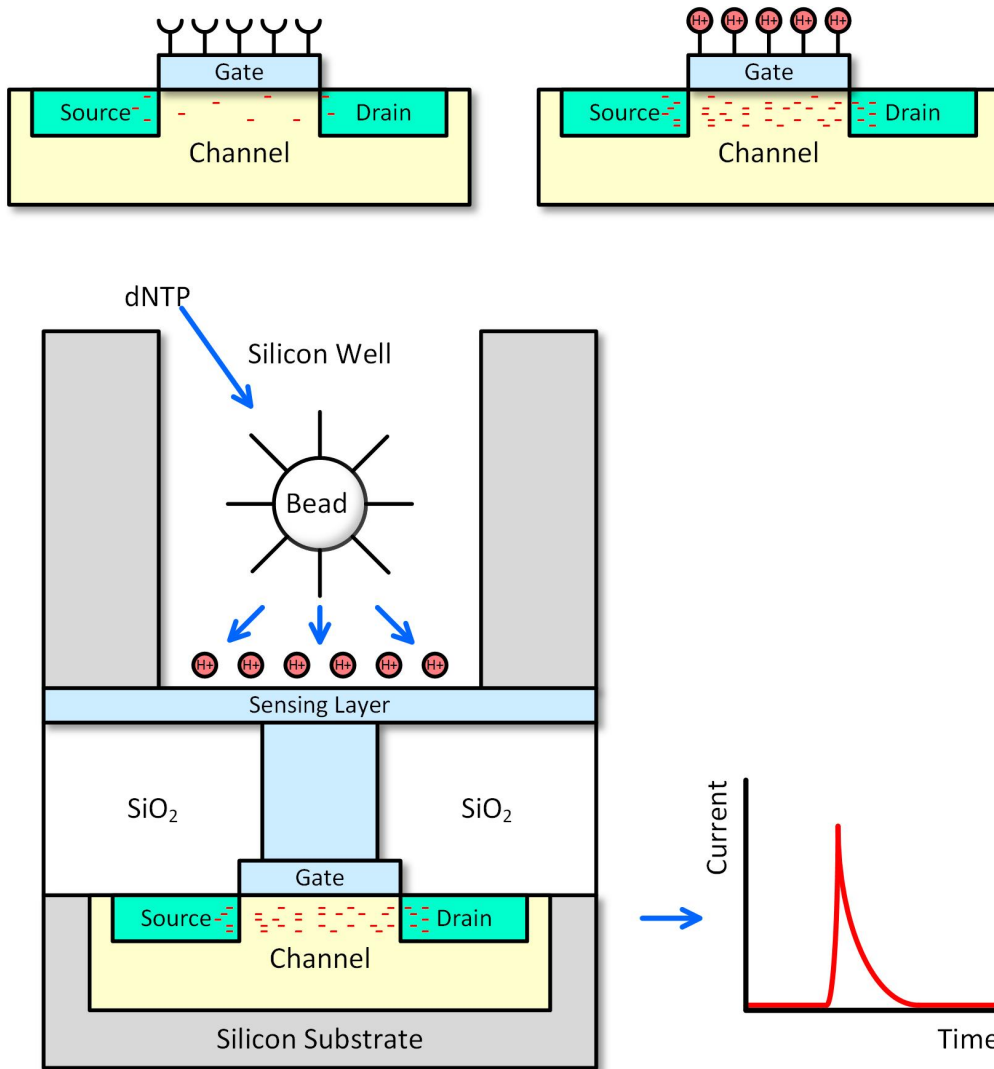 H+ H+ H+ H+ H+
Gate
Gate
Source
Drain
Source
Drain
Channel
Channel
dNTP
Silicon Well
Bead
H+ H+ H+ H+ H+ H+
Sensing Layer
SiO₂
SiO₂
Current
Gate
Source
Drain
Channel
Silicon Substrate
Time